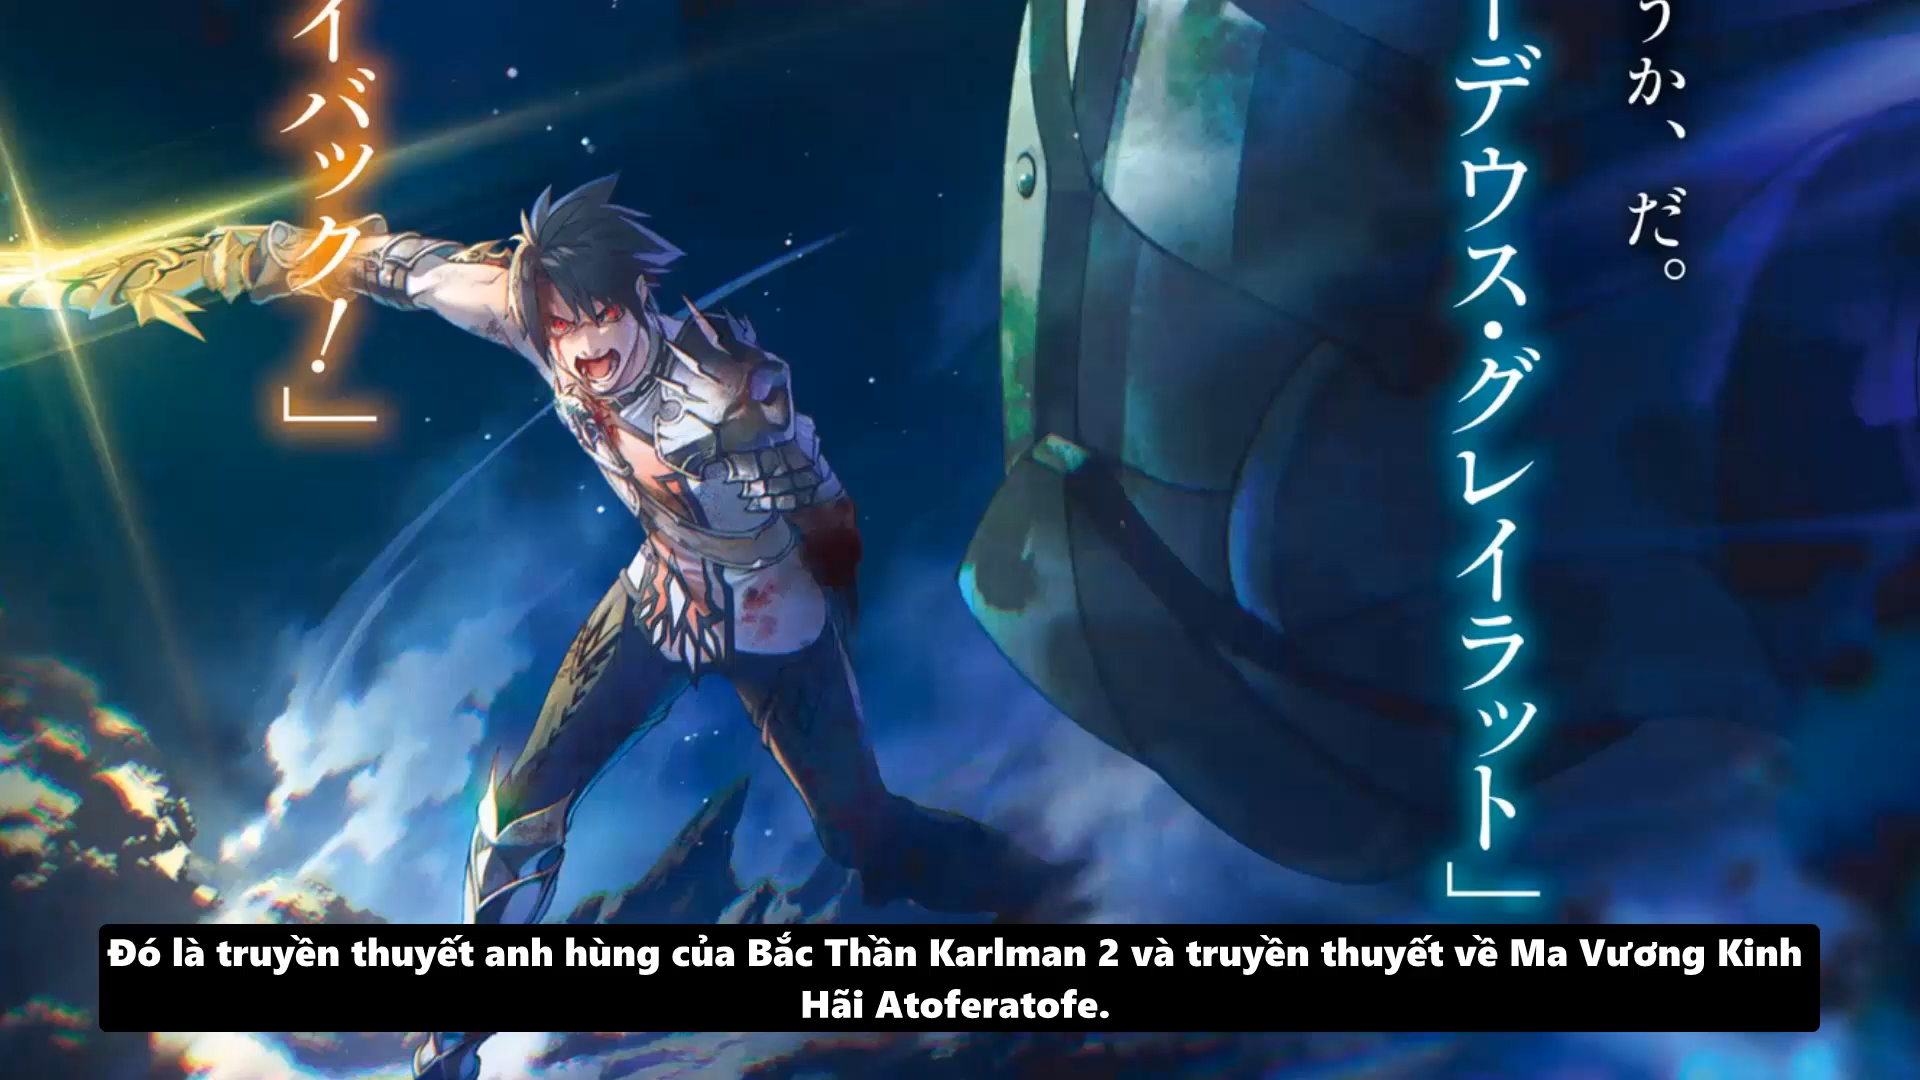 うか、だ。
ーデウス・グレイラット」
イバック！」
Đó là truyền thuyết anh hùng của Bắc Thần Karlman 2 và truyền thuyết về Ma Vương Kinh
Hãi Atoferatofe.